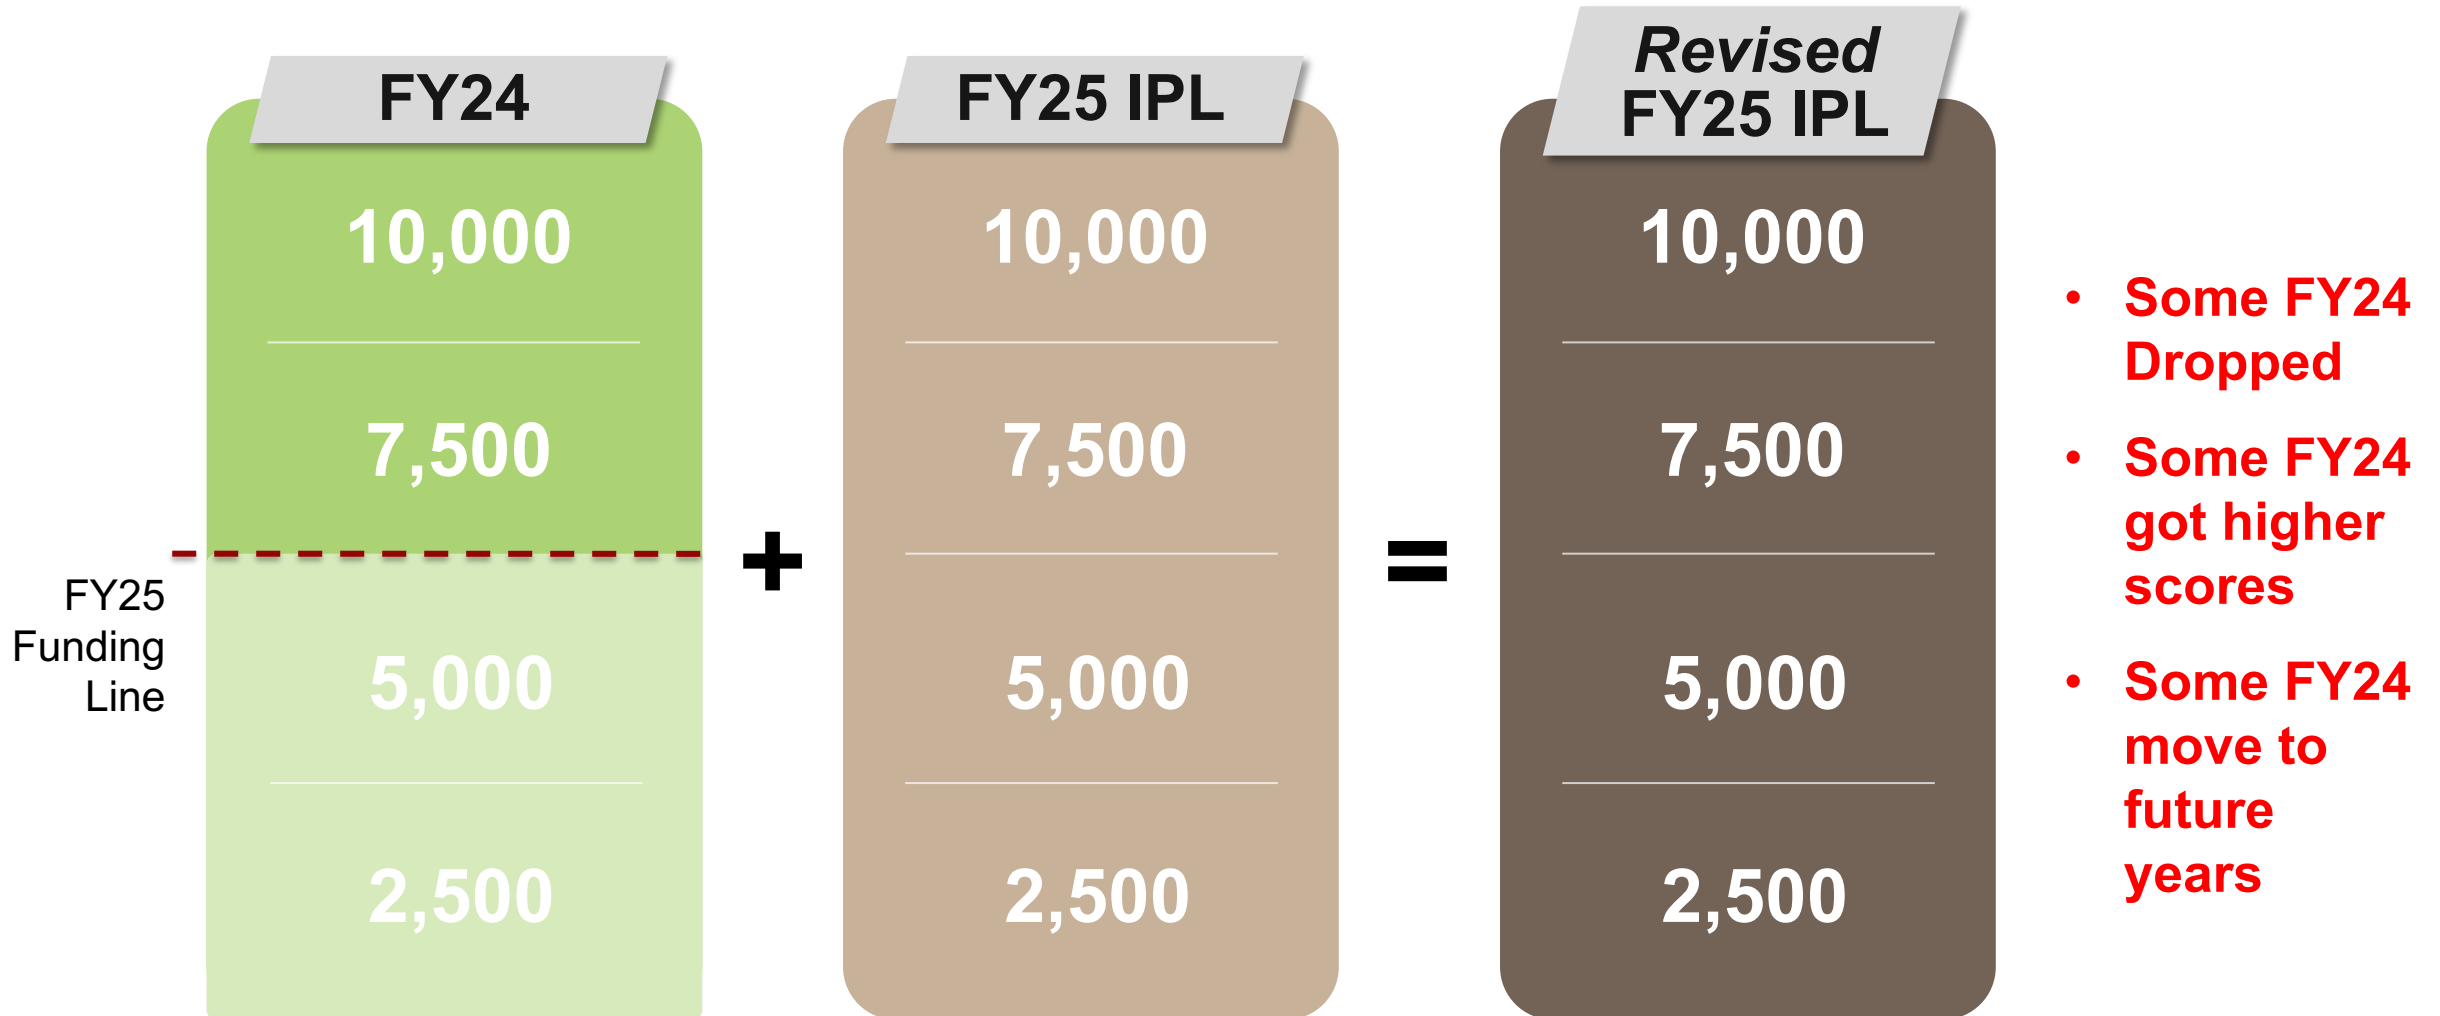 FY24
10,000
7,500
5,000
2,500
FY25
Funding
Line
+
FY25 IPL
10,000
7,500
5,000
2,500
=
Revised
FY25 IPL
10,000
7,500
5,000
2,500
• Some FY24
Dropped
• Some FY24
got higher
scores
• Some FY24
move to
future
years